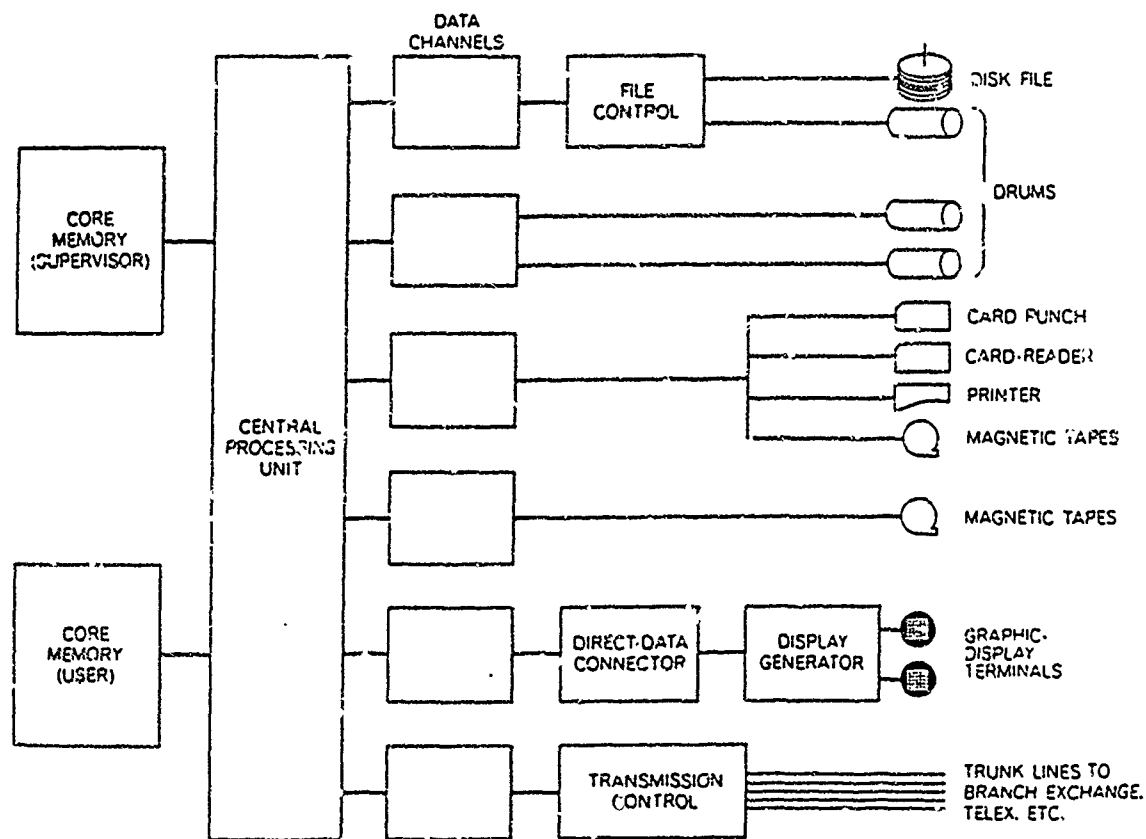 DATA
CHANNELS
FILE
CONTROL
DISK FILE
DRUMS
CORE
MEMORY
(SUPERVISOR)
CARD PUNCH
CARD-READER
PRINTER
MAGNETIC TAPES
CENTRAL
PROCESSING
UNIT
MAGNETIC TAPES
CORE
MEMORY
(USER)
DIRECT-DATA
CONNECTOR
DISPLAY
GENERATOR
GRAPHIC-
DISPLAY
TERMINALS
TRANSMISSION
CONTROL
TRUNK LINES TO
BRANCH EXCHANGE,
TELEX, ETC.